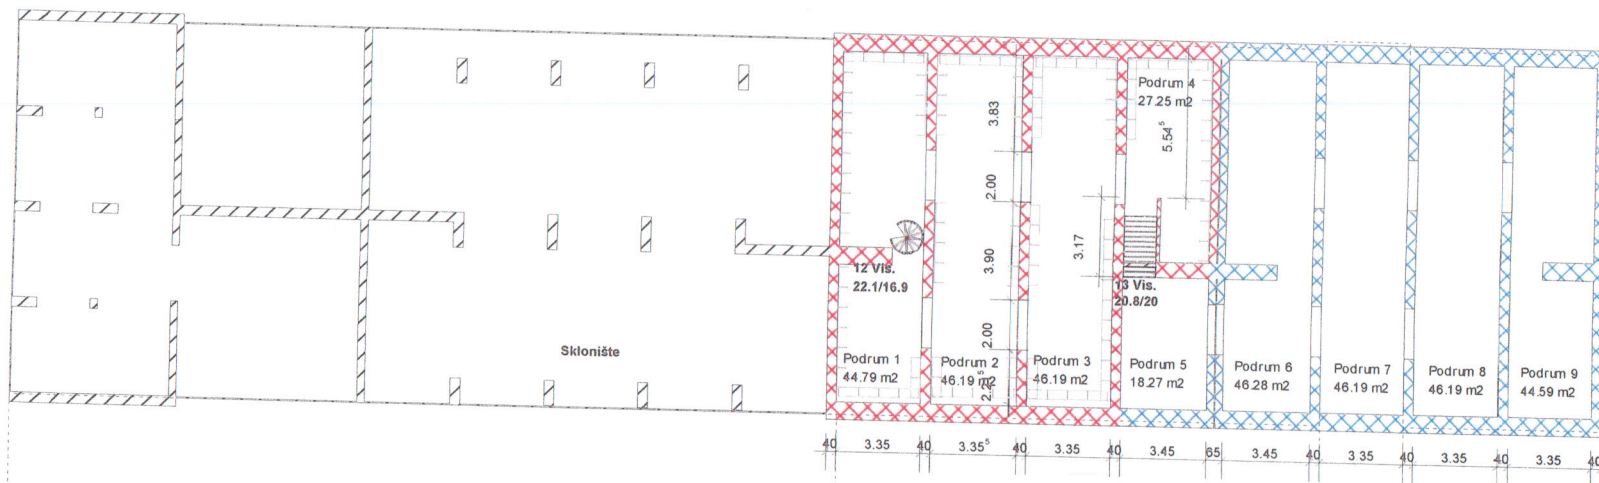 Podrum 4
27.25 m2
3.83
5.54⁵
2.00
3.90
3.17
2.00
2.25⁵
12 Vis.
22.1/16.9
13 Vis.
20.8/20
Sklonište
Podrum 1
44.79 m2
Podrum 2
46.19 m2
Podrum 3
46.19 m2
Podrum 5
18.27 m2
Podrum 6
46.28 m2
Podrum 7
46.19 m2
Podrum 8
46.19 m2
Podrum 9
44.59 m2
40 3.35 40 3.35⁵ 40 3.35 40 3.45 65 3.45 40 3.35 40 3.35 40 3.35 40